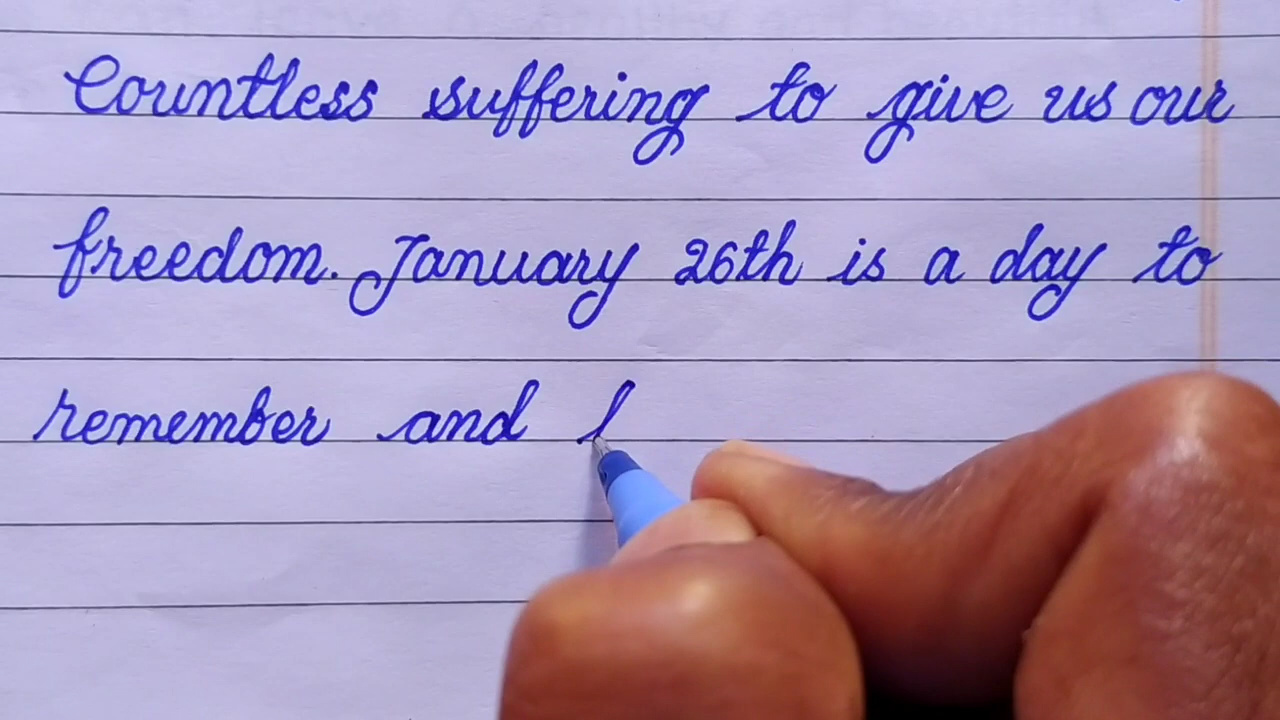 Countless suffering to give us our
freedom. January 26th is a day to
remember and